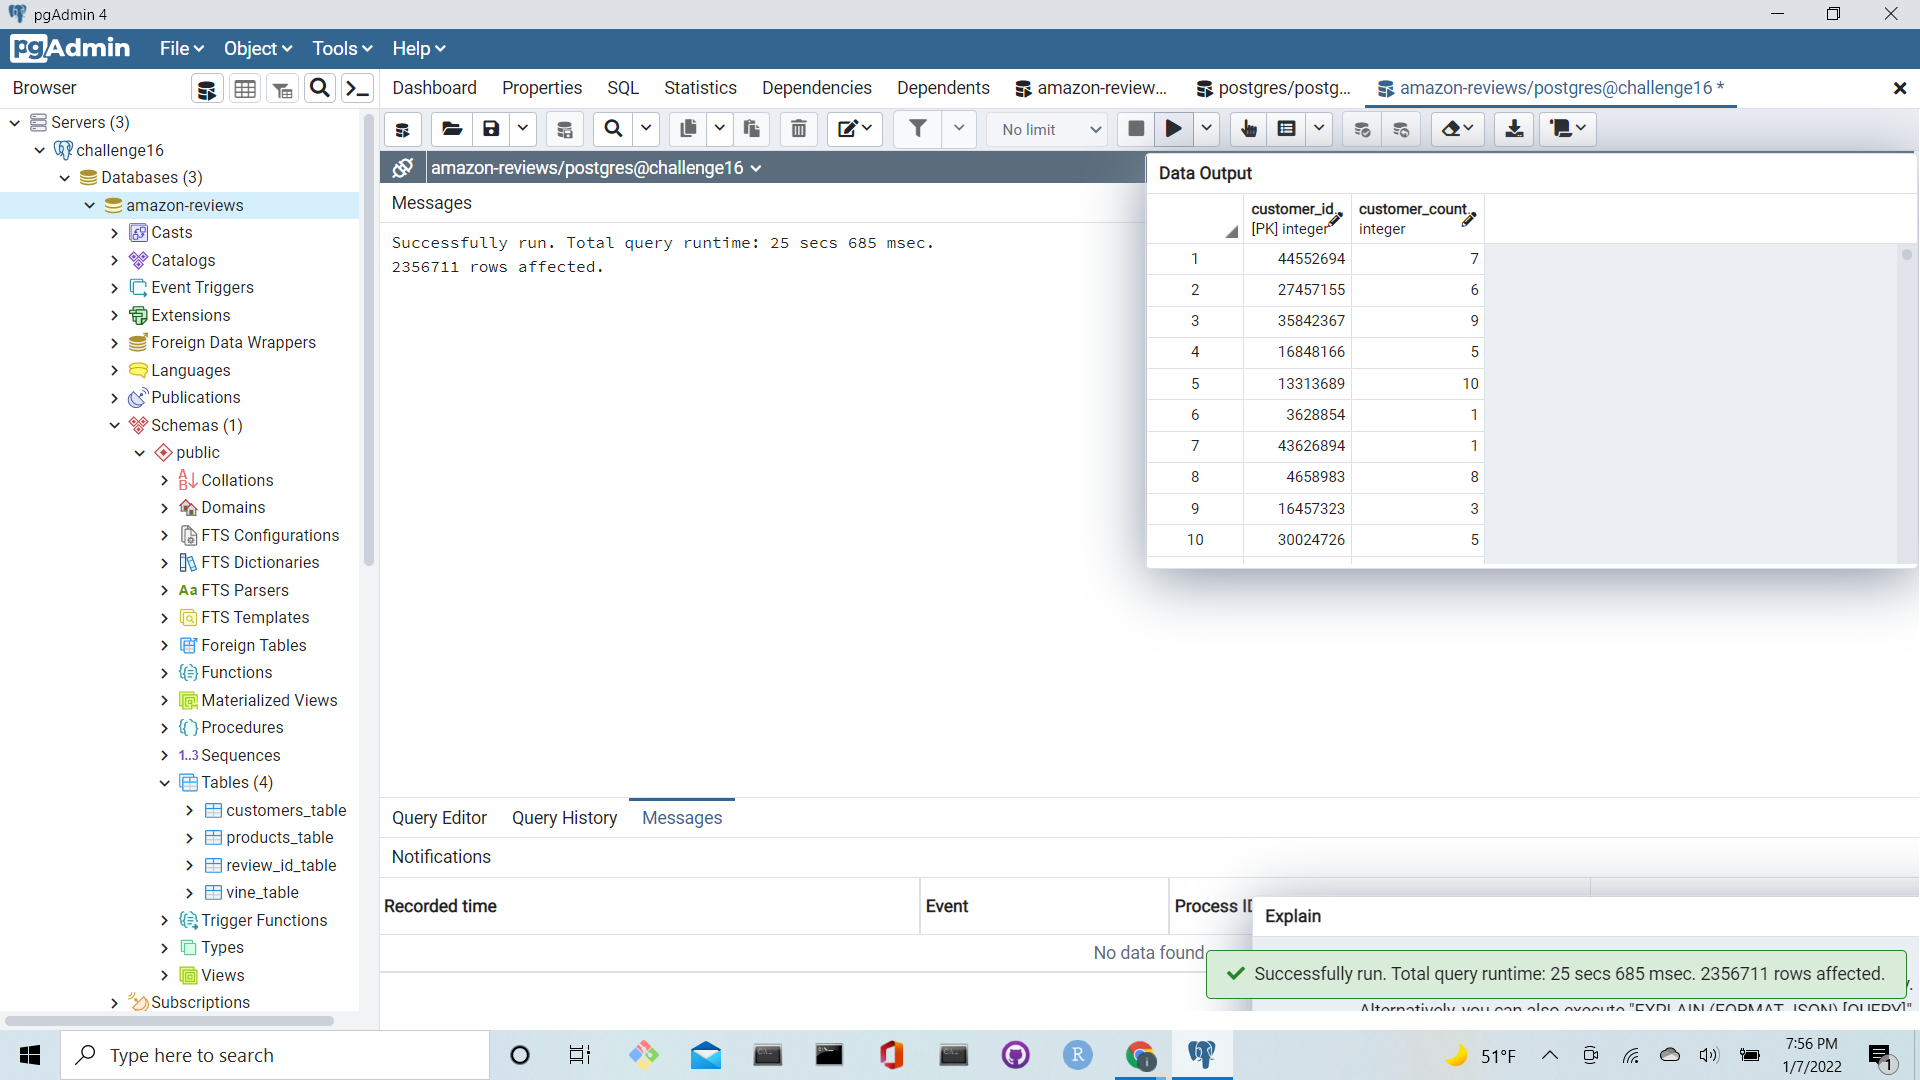 pgAdmin 4
pgAdmin File Object Tools Help
Browser
Dashboard Properties SQL Statistics Dependencies Dependents amazon-review... postgres/postg... amazon-reviews/postgres@challenge16 *
No limit
Servers (3)
challenge16
Databases (3)
amazon-reviews
Casts
Catalogs
Event Triggers
Extensions
Foreign Data Wrappers
Languages
Publications
Schemas (1)
public
Collations
Domains
FTS Configurations
FTS Dictionaries
Aa FTS Parsers
FTS Templates
Foreign Tables
Functions
Materialized Views
Procedures
1..3 Sequences
Tables (4)
customers_table
products_table
review_id_table
vine_table
Trigger Functions
Types
Views
Subscriptions
amazon-reviews/postgres@challenge16
Messages
Successfully run. Total query runtime: 25 secs 685 msec.
2356711 rows affected.
Data Output
customer_id customer_count
[PK] integer integer
1 44552694 7
2 27457155 6
3 35842367 9
4 16848166 5
5 13313689 10
6 3628854 1
7 43626894 1
8 4658983 8
9 16457323 3
10 30024726 5
Query Editor Query History Messages
Notifications
Recorded time Event Process ID
No data found
Explain
Successfully run. Total query runtime: 25 secs 685 msec. 2356711 rows affected.
Alternatively, you can also execute "EXPLAIN (FORMAT JSON) [QUERY]"
Type here to search
51°F
7:56 PM
1/7/2022
1